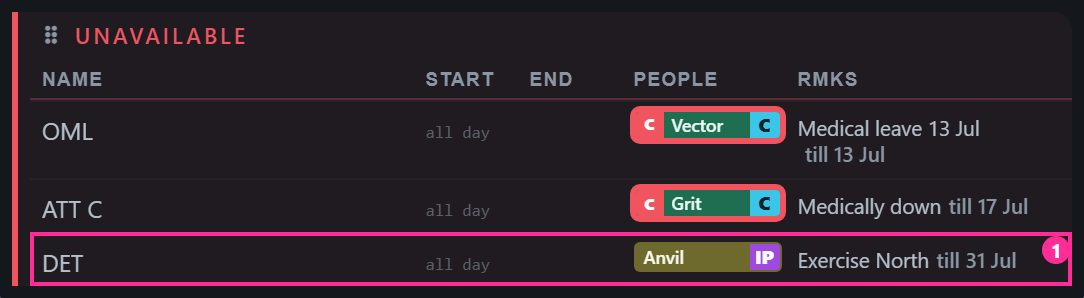 UNAVAILABLE
NAME START END PEOPLE RMKS
OML all day C Vector C Medical leave 13 Jul
till 13 Jul
ATT C all day C Grit C Medically down till 17 Jul
DET all day Anvil IP Exercise North till 31 Jul 1